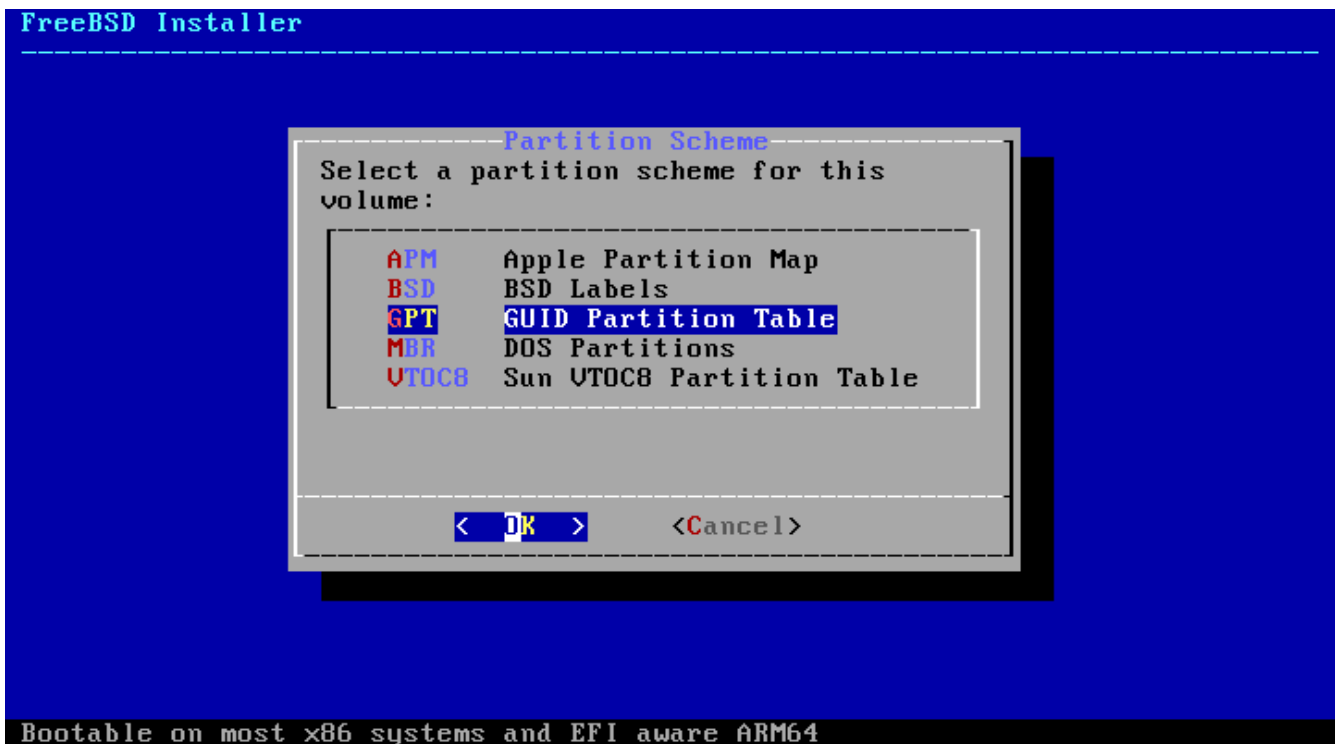 FreeBSD Installer
Partition Scheme
Select a partition scheme for this
volume:
APM Apple Partition Map
BSD BSD Labels
GPT GUID Partition Table
MBR DOS Partitions
VTOC8 Sun VTOC8 Partition Table
< OK > <Cancel>
Bootable on most x86 systems and EFI aware ARM64